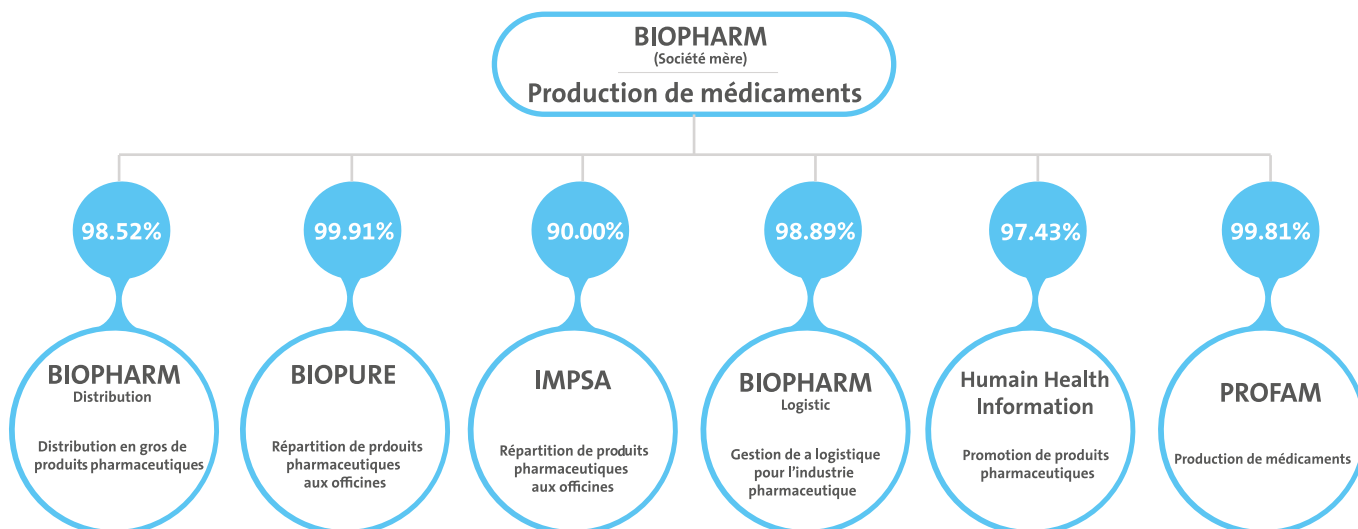 BIOPHARM
(Société mère)
Production de médicaments
98.52%
99.91%
90.00%
98.89%
97.43%
99.81%
BIOPHARM
Distribution
Distribution en gros de
produits pharmaceutiques
BIOPURE
Répartition de prdouits
pharmaceutiques
aux officines
IMPSA
Répartition de produits
pharmaceutiques
aux officines
BIOPHARM
Logistic
Gestion de a logistique
pour l'industrie
pharmaceutique
Humain Health
Information
Promotion de produits
pharmaceutiques
PROFAM
Production de médicaments